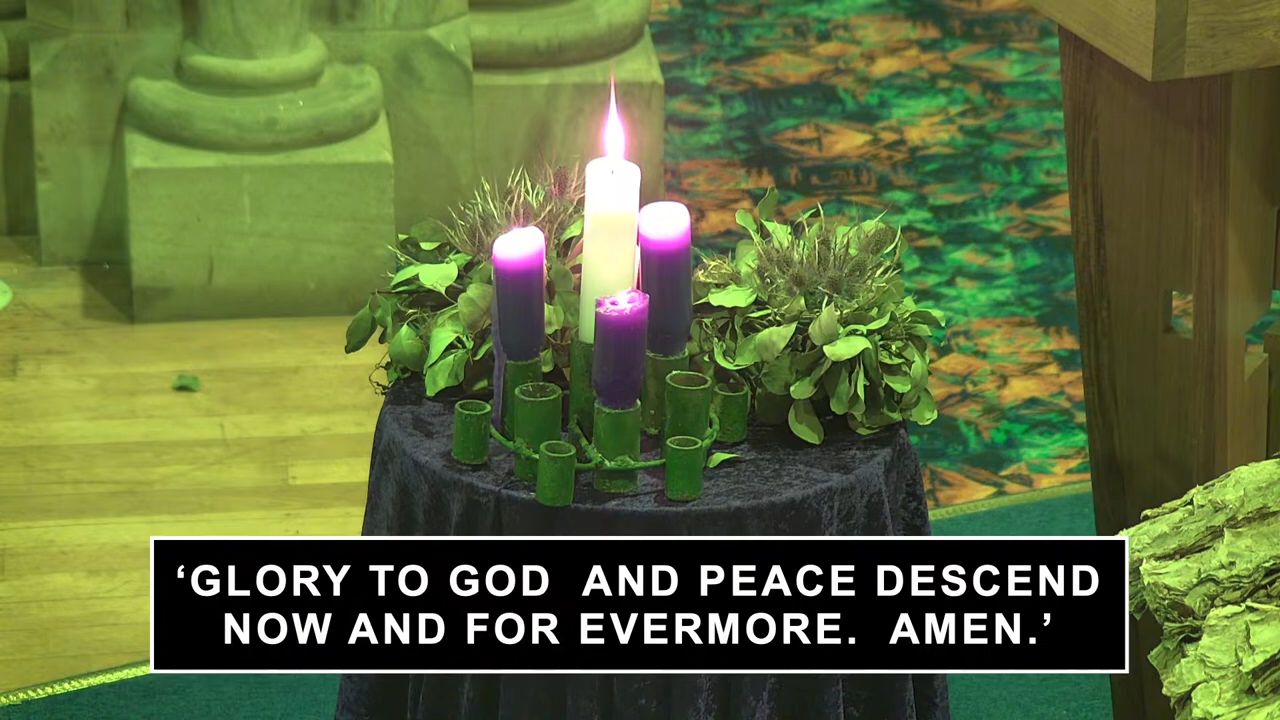 ‘GLORY TO GOD  AND PEACE DESCEND
NOW AND FOR EVERMORE.  AMEN.’